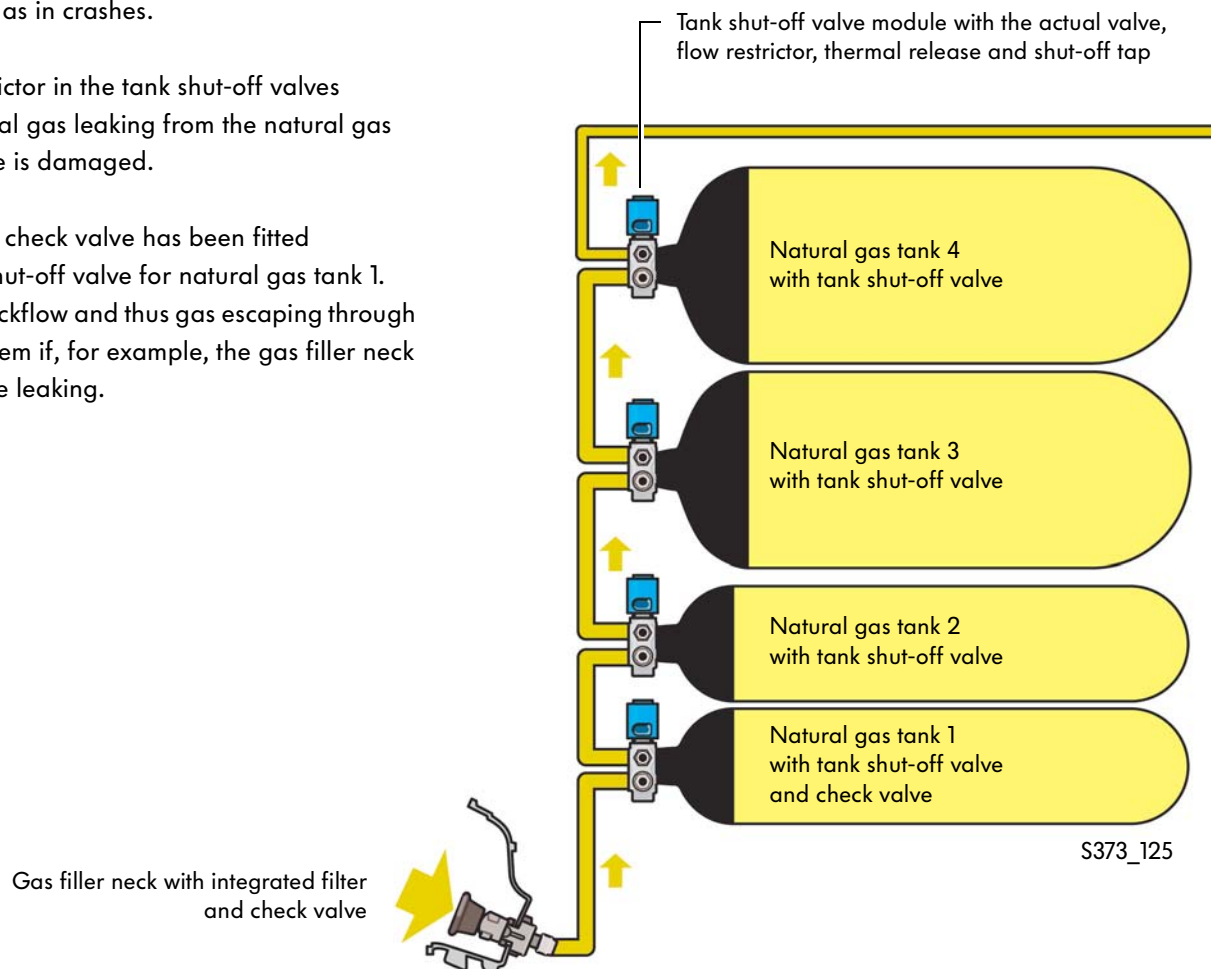 as in crashes.
ictor in the tank shut-off valves
al gas leaking from the natural gas
e is damaged.
check valve has been fitted
hut-off valve for natural gas tank 1.
ckflow and thus gas escaping through
em if, for example, the gas filler neck
e leaking.
Tank shut-off valve module with the actual valve,
flow restrictor, thermal release and shut-off tap
Natural gas tank 4
with tank shut-off valve
Natural gas tank 3
with tank shut-off valve
Natural gas tank 2
with tank shut-off valve
Natural gas tank 1
with tank shut-off valve
and check valve
S373_125
Gas filler neck with integrated filter
and check valve